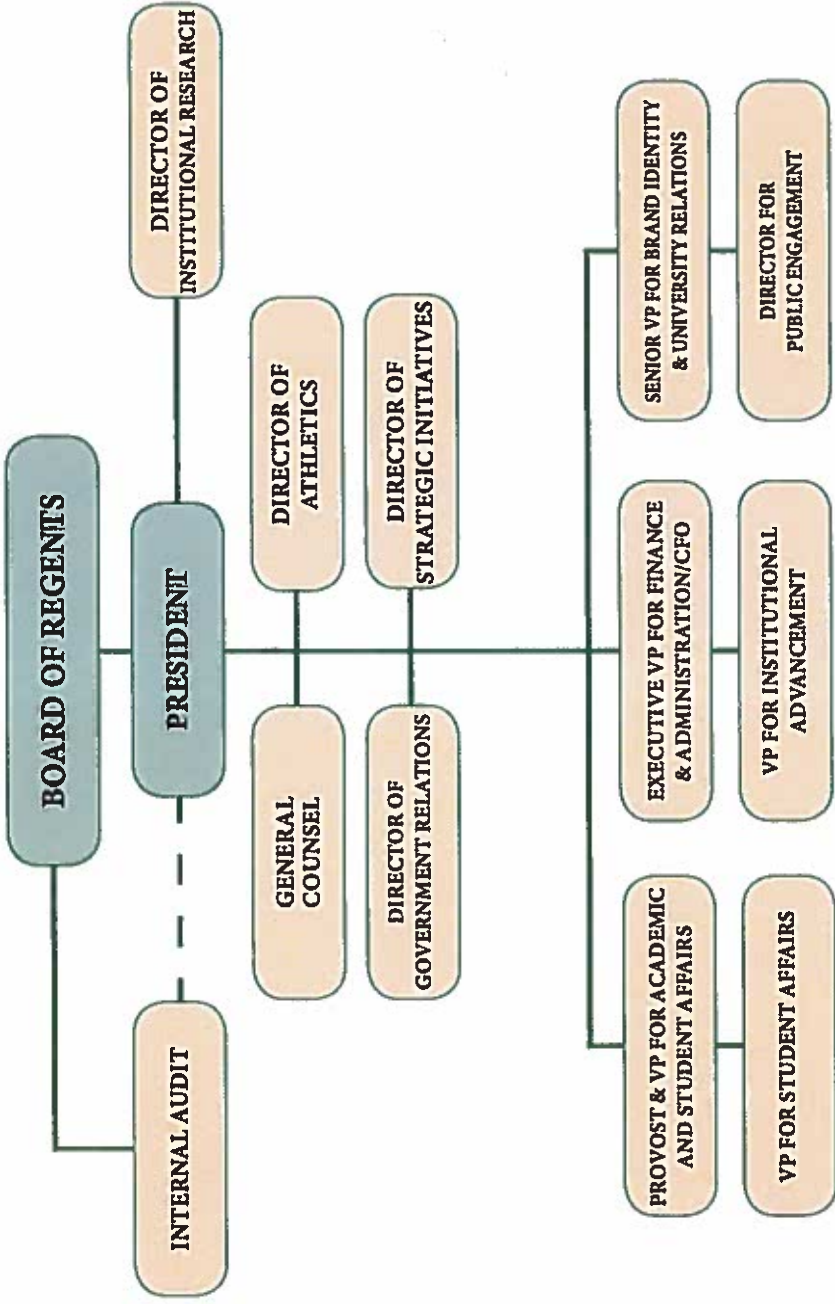 BOARD OF REGENTS
PRESIDENT
INTERNAL AUDIT
DIRECTOR OF
INSTITUTIONAL RESEARCH
GENERAL
COUNSEL
DIRECTOR OF
ATHLETICS
DIRECTOR OF
GOVERNMENT RELATIONS
DIRECTOR OF
STRATEGIC INITIATIVES
PROVOST & VP FOR ACADEMIC
AND STUDENT AFFAIRS
EXECUTIVE VP FOR FINANCE
& ADMINISTRATION/CFO
SENIOR VP FOR BRAND IDENTITY
& UNIVERSITY RELATIONS
VP FOR STUDENT AFFAIRS
VP FOR INSTITUTIONAL
ADVANCEMENT
DIRECTOR FOR
PUBLIC ENGAGEMENT